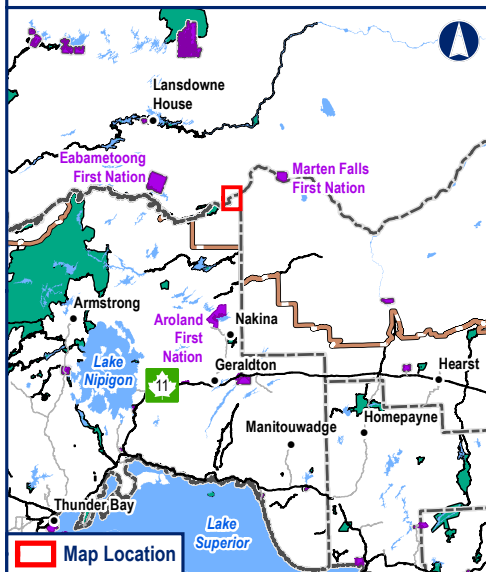 Lansdowne
House
Eabametoong
First Nation
Marten Falls
First Nation
Armstrong
Aroland
First
Nation
Nakina
Lake
Nipigon
11
Geraldton
Hearst
Manitouwadge
Homepayne
Thunder Bay
Lake
Superior
Map Location